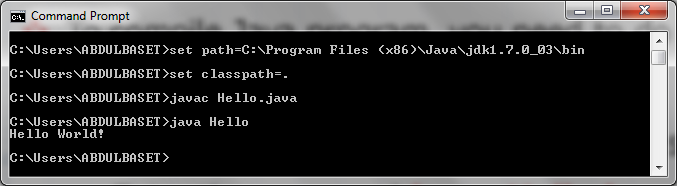 Command Prompt
C:\Users\ABDULBASET>set path=C:\Program Files (x86)\Java\jdk1.7.0_03\bin
C:\Users\ABDULBASET>set classpath=.
C:\Users\ABDULBASET>javac Hello.java
C:\Users\ABDULBASET>java Hello
Hello World!
C:\Users\ABDULBASET>